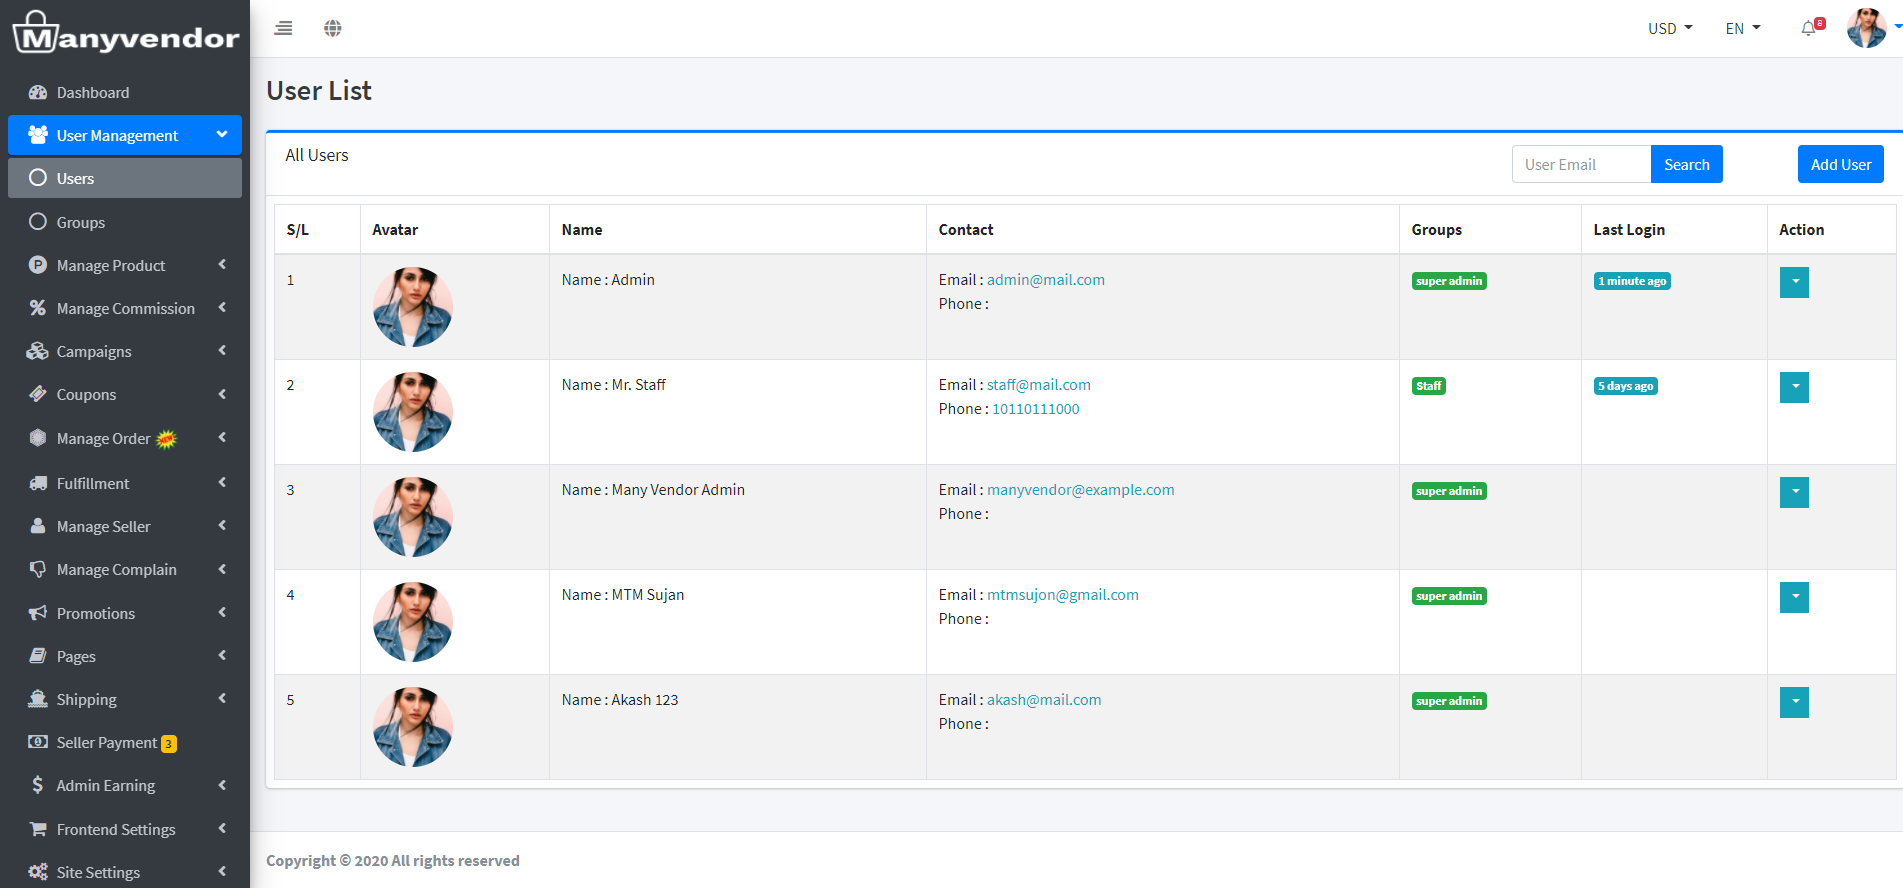 Manyvendor
USD
EN
8
Dashboard
User Management
Users
Groups
Manage Product
Manage Commission
Campaigns
Coupons
Manage Order NEW
Fulfillment
Manage Seller
Manage Complain
Promotions
Pages
Shipping
Seller Payment 3
Admin Earning
Frontend Settings
Site Settings
User List
All Users
User Email
Search
Add User
S/L Avatar Name Contact Groups Last Login Action
1 Name : Admin Email : admin@mail.com super admin 1 minute ago
Phone :
2 Name : Mr. Staff Email : staff@mail.com Staff 5 days ago
Phone : 10110111000
3 Name : Many Vendor Admin Email : manyvendor@example.com super admin
Phone :
4 Name : MTM Sujan Email : mtmsujon@gmail.com super admin
Phone :
5 Name : Akash 123 Email : akash@mail.com super admin
Phone :
Copyright © 2020 All rights reserved